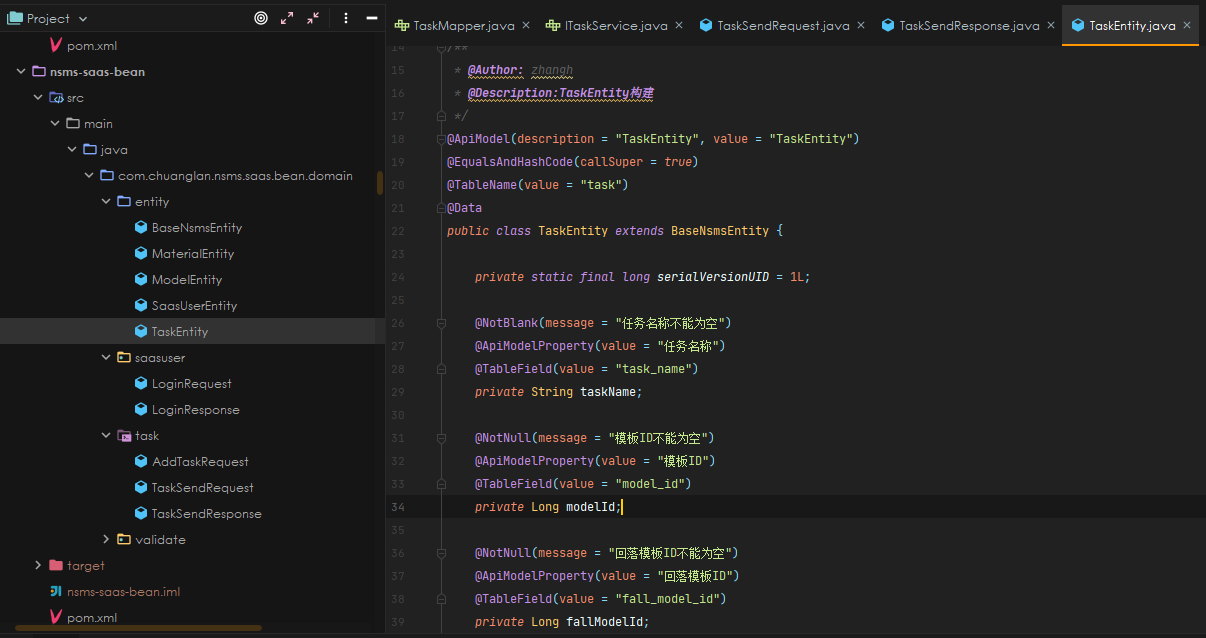 Project
pom.xml
nsms-saas-bean
src
main
java
com.chuanglan.nsms.saas.bean.domain
entity
BaseNsmsEntity
MaterialEntity
ModelEntity
SaasUserEntity
TaskEntity
saasuser
LoginRequest
LoginResponse
task
AddTaskRequest
TaskSendRequest
TaskSendResponse
validate
target
nsms-saas-bean.iml
pom.xml
TaskMapper.java × ITaskService.java × TaskSendRequest.java × TaskSendResponse.java × TaskEntity.java ×
14 /**
15 * @Author: zhangh
16 * @Description:TaskEntity构建
17 */
18 @ApiModel(description = "TaskEntity", value = "TaskEntity")
19 @EqualsAndHashCode(callSuper = true)
20 @TableName(value = "task")
21 @Data
22 public class TaskEntity extends BaseNsmsEntity {
23
24 private static final long serialVersionUID = 1L;
25
26 @NotBlank(message = "任务名称不能为空")
27 @ApiModelProperty(value = "任务名称")
28 @TableField(value = "task_name")
29 private String taskName;
30
31 @NotNull(message = "模板ID不能为空")
32 @ApiModelProperty(value = "模板ID")
33 @TableField(value = "model_id")
34 private Long modelId;
35
36 @NotNull(message = "回落模板ID不能为空")
37 @ApiModelProperty(value = "回落模板ID")
38 @TableField(value = "fall_model_id")
39 private Long fallModelId;